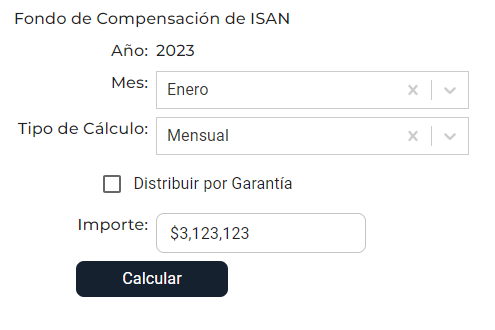 Fondo de Compensación de ISAN
Año: 2023
Mes: Enero
Tipo de Cálculo: Mensual
Distribuir por Garantía
Importe: $3,123,123
Calcular